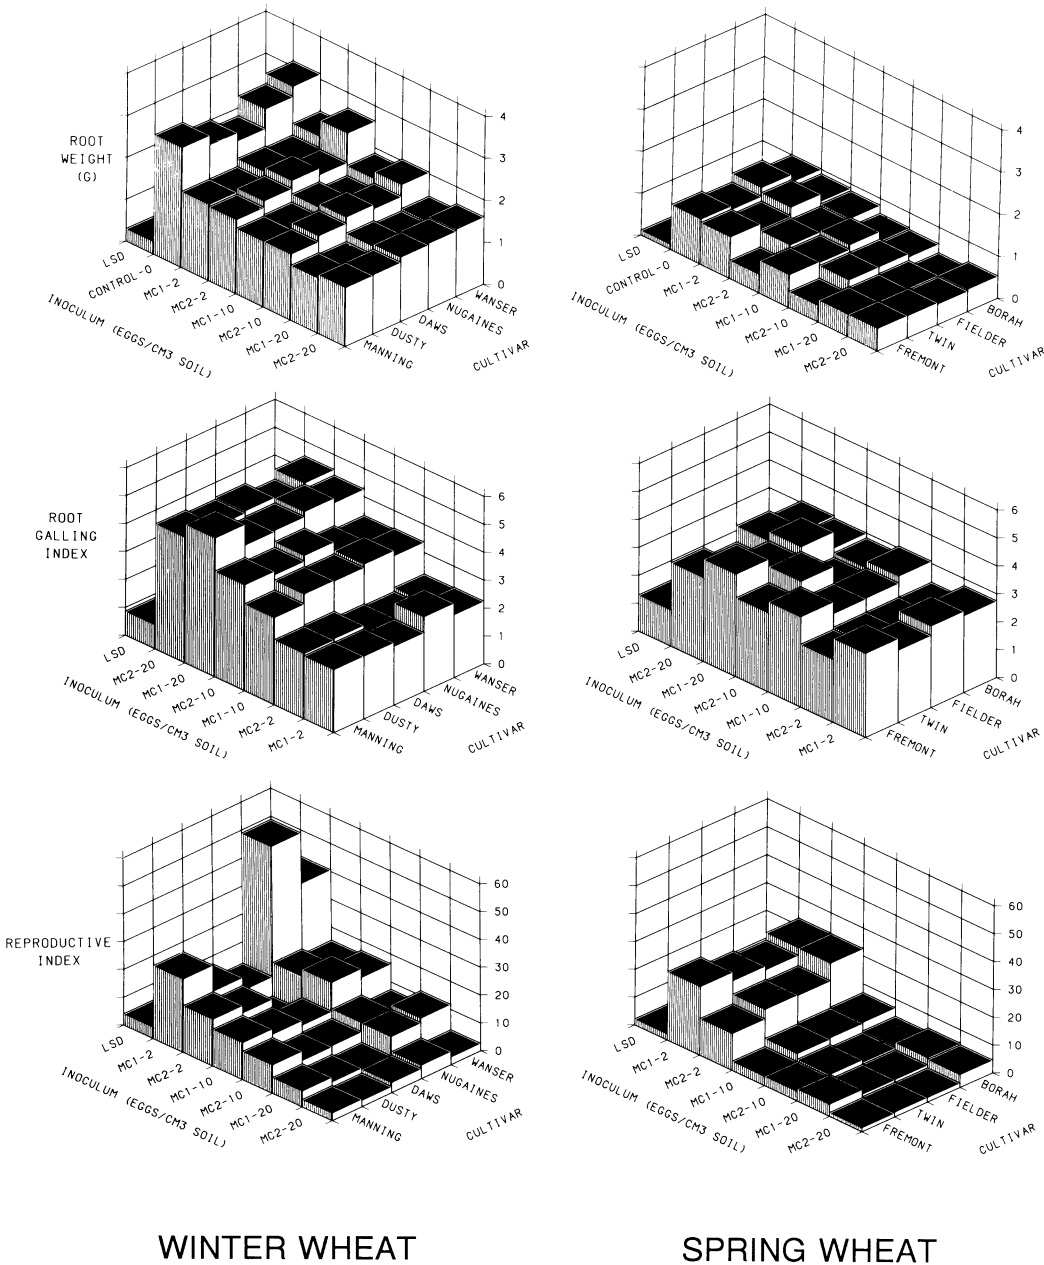 ROOT
WEIGHT
(G)
4
3
2
1
0
LSD
CONTROL-0
MC1-2
MC2-2
MC1-10
MC2-10
MC1-20
MC2-20
INOCULUM (EGGS/CM3 SOIL)
WANSER
NUGAINES
DAWS
DUSTY
MANNING
CULTIVAR
4
3
2
1
0
LSD
CONTROL-0
MC1-2
MC2-2
MC1-10
MC2-10
MC1-20
MC2-20
INOCULUM (EGGS/CM3 SOIL)
BORAH
FIELDER
TWIN
FREMONT
CULTIVAR
ROOT
GALLING
INDEX
6
5
4
3
2
1
0
LSD
MC2-20
MC1-20
MC2-10
MC1-10
MC2-2
MC1-2
INOCULUM (EGGS/CM3 SOIL)
WANSER
NUGAINES
DAWS
DUSTY
MANNING
CULTIVAR
6
5
4
3
2
1
0
LSD
MC2-20
MC1-20
MC2-10
MC1-10
MC2-2
MC1-2
INOCULUM (EGGS/CM3 SOIL)
BORAH
FIELDER
TWIN
FREMONT
CULTIVAR
REPRODUCTIVE
INDEX
60
50
40
30
20
10
0
LSD
MC1-2
MC2-2
MC1-10
MC2-10
MC1-20
MC2-20
INOCULUM (EGGS/CM3 SOIL)
WANSER
NUGAINES
DAWS
DUSTY
MANNING
CULTIVAR
60
50
40
30
20
10
0
LSD
MC1-2
MC2-2
MC1-10
MC2-10
MC1-20
MC2-20
INOCULUM (EGGS/CM3 SOIL)
BORAH
FIELDER
TWIN
FREMONT
CULTIVAR
WINTER WHEAT
SPRING WHEAT